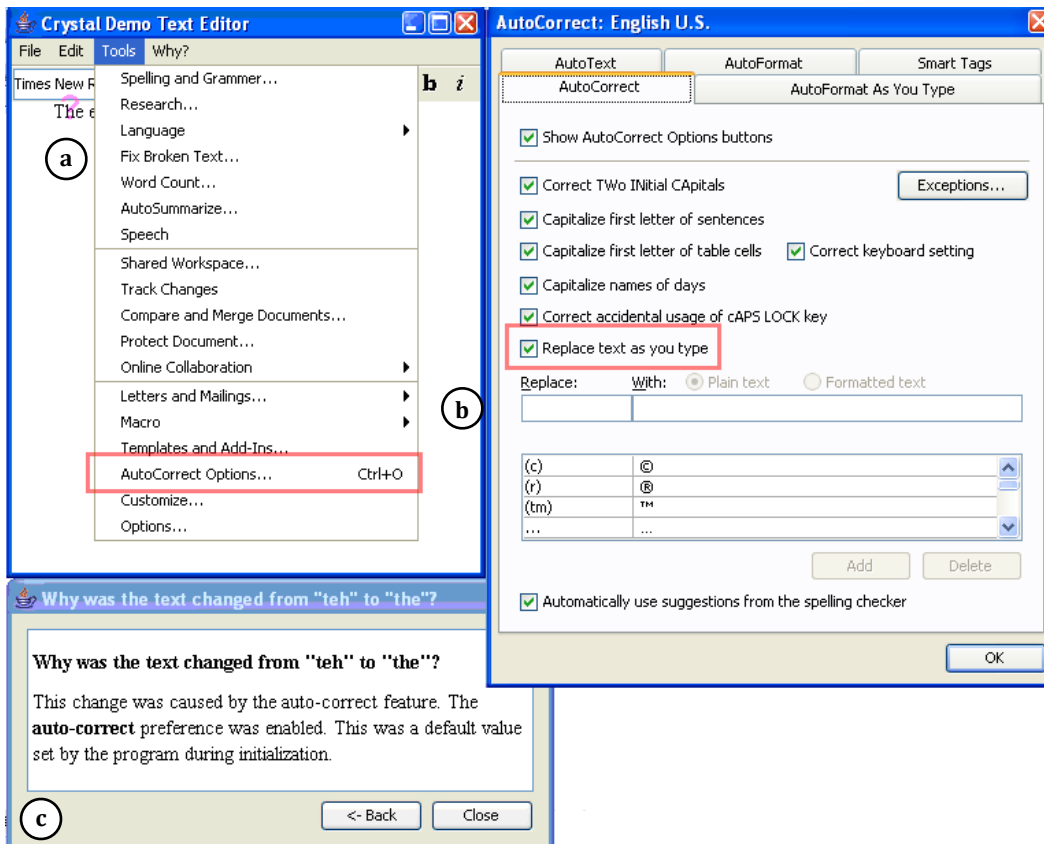 Crystal Demo Text Editor
File Edit Tools Why?
Times New R
b i
?
The e
a
Spelling and Grammer...
Research...
Language
Fix Broken Text...
Word Count...
AutoSummarize...
Speech
Shared Workspace...
Track Changes
Compare and Merge Documents...
Protect Document...
Online Collaboration
Letters and Mailings...
Macro
Templates and Add-Ins...
AutoCorrect Options... Ctrl+O
Customize...
Options...
AutoCorrect: English U.S.
AutoText AutoFormat Smart Tags
AutoCorrect AutoFormat As You Type
Show AutoCorrect Options buttons
Correct TWo INitial CApitals Exceptions...
Capitalize first letter of sentences
Capitalize first letter of table cells Correct keyboard setting
Capitalize names of days
Correct accidental usage of cAPS LOCK key
Replace text as you type
Replace: With: Plain text Formatted text
b
(c) ©
(r) ®
(tm) ™
... ...
Add Delete
Automatically use suggestions from the spelling checker
OK
Why was the text changed from "teh" to "the"?
Why was the text changed from "teh" to "the"?
This change was caused by the auto-correct feature. The
auto-correct preference was enabled. This was a default value
set by the program during initialization.
c
<- Back Close